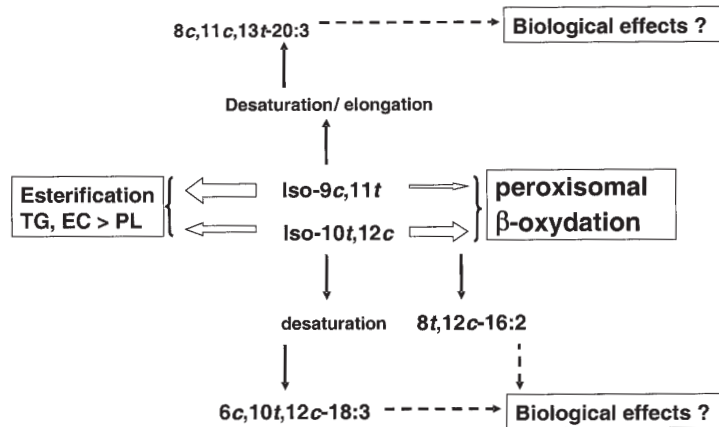 8c,11c,13t-20:3
Biological effects ?
Desaturation/ elongation
Esterification
TG, EC > PL
Iso-9c,11t
Iso-10t,12c
peroxisomal
β-oxydation
desaturation
8t,12c-16:2
6c,10t,12c-18:3
Biological effects ?